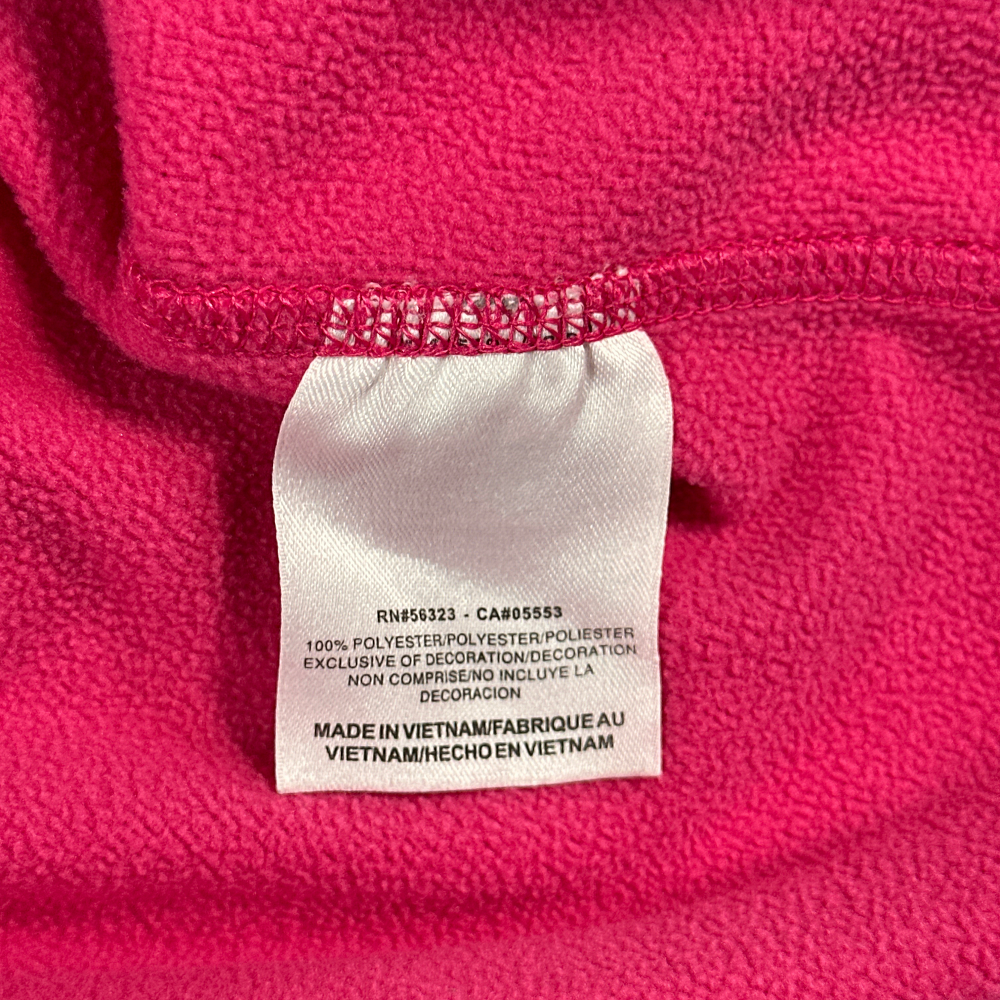 RN#56323 - CA#05553
100% POLYESTER/POLYESTER/POLIESTER
EXCLUSIVE OF DECORATION/DECORATION
NON COMPRISE/NO INCLUYE LA
DECORACION
MADE IN VIETNAM/FABRIQUE AU
VIETNAM/HECHO EN VIETNAM